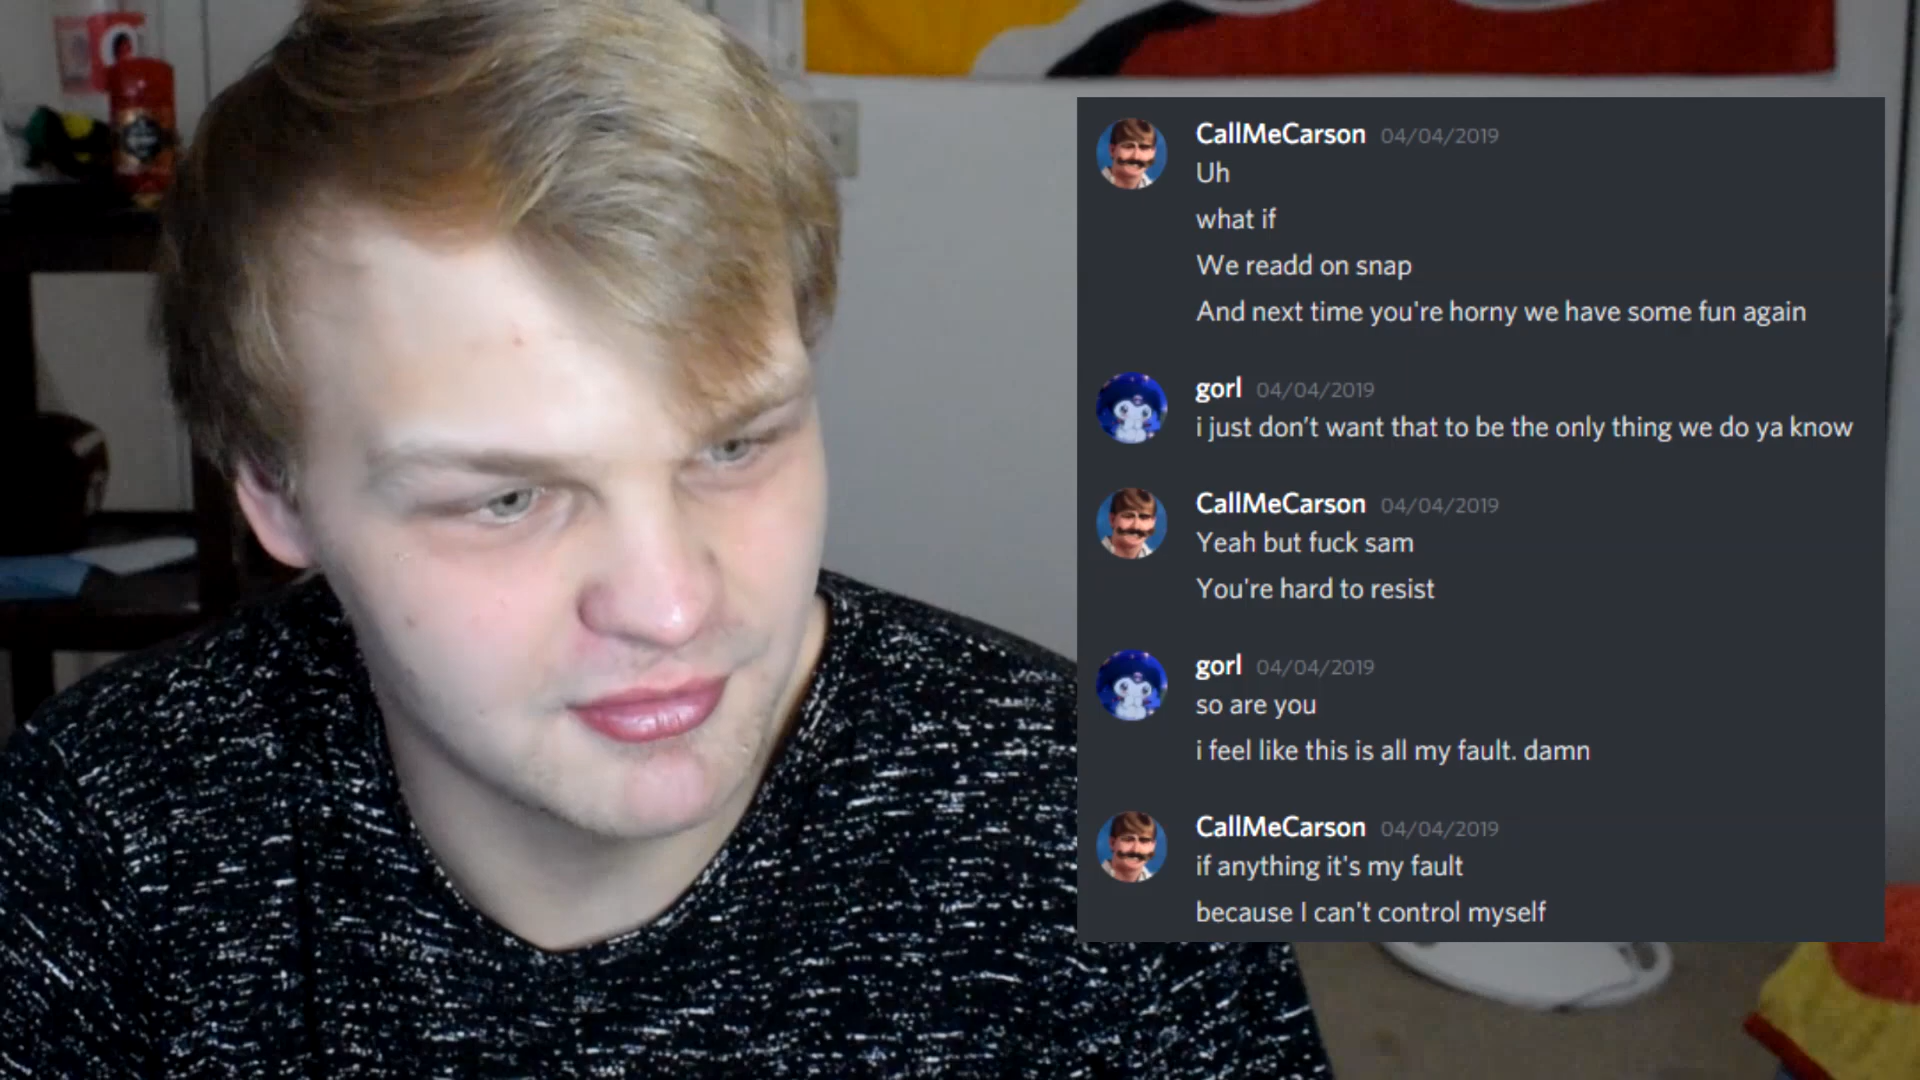 CallMeCarson 04/04/2019
Uh
what if
We readd on snap
And next time you're horny we have some fun again
gorl 04/04/2019
i just don’t want that to be the only thing we do ya know
CallMeCarson 04/04/2019
Yeah but fuck sam
You're hard to resist
gorl 04/04/2019
so are you
i feel like this is all my fault. damn
CallMeCarson 04/04/2019
if anything it's my fault
because I can't control myself